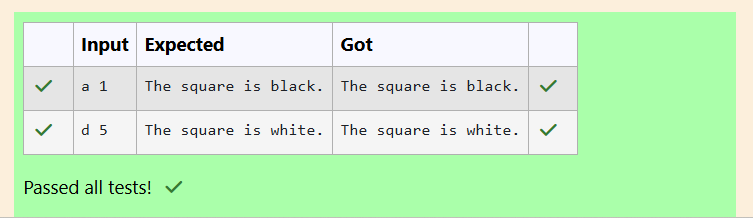 Input Expected Got
a 1 The square is black. The square is black.
d 5 The square is white. The square is white.
Passed all tests!